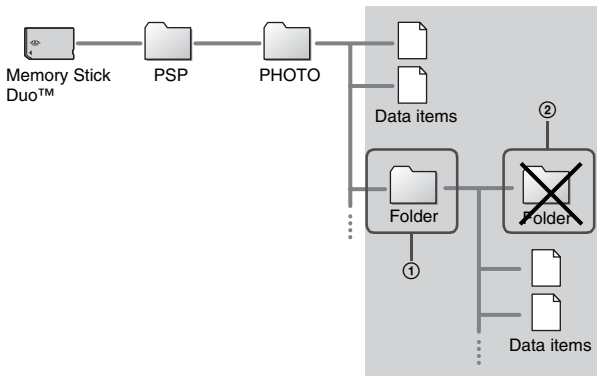 Memory Stick
Duo™
PSP
PHOTO
Data items
②
Folder
Folder
①
Data items